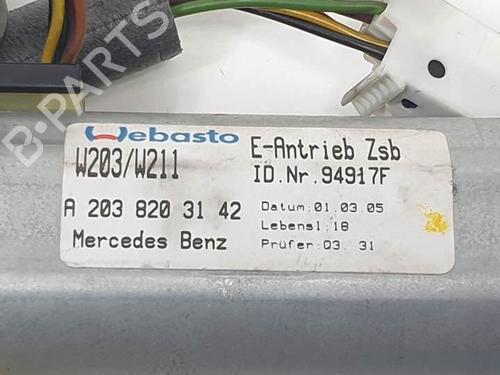 B-PARTS
Webasto
W203/W211
A 203 820 31 42
Mercedes Benz
E-Antrieb Zsb
ID.Nr.94917F
Datum:01.03.05
Lebensl:18
Prüfer:03. 31